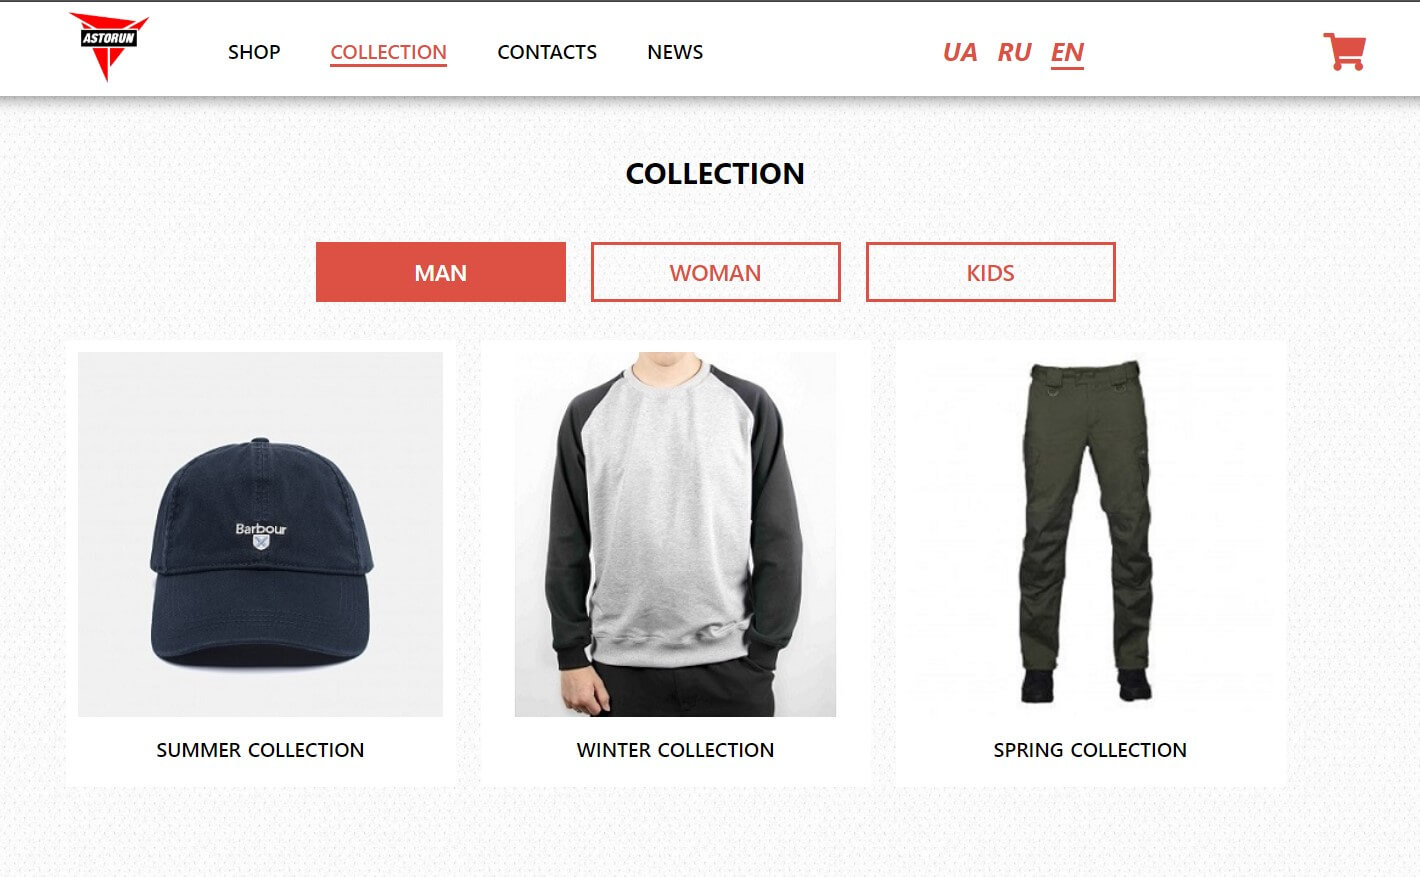 ASTORUN
SHOP COLLECTION CONTACTS NEWS UA RU EN
COLLECTION
MAN WOMAN KIDS
Barbour
SUMMER COLLECTION WINTER COLLECTION SPRING COLLECTION